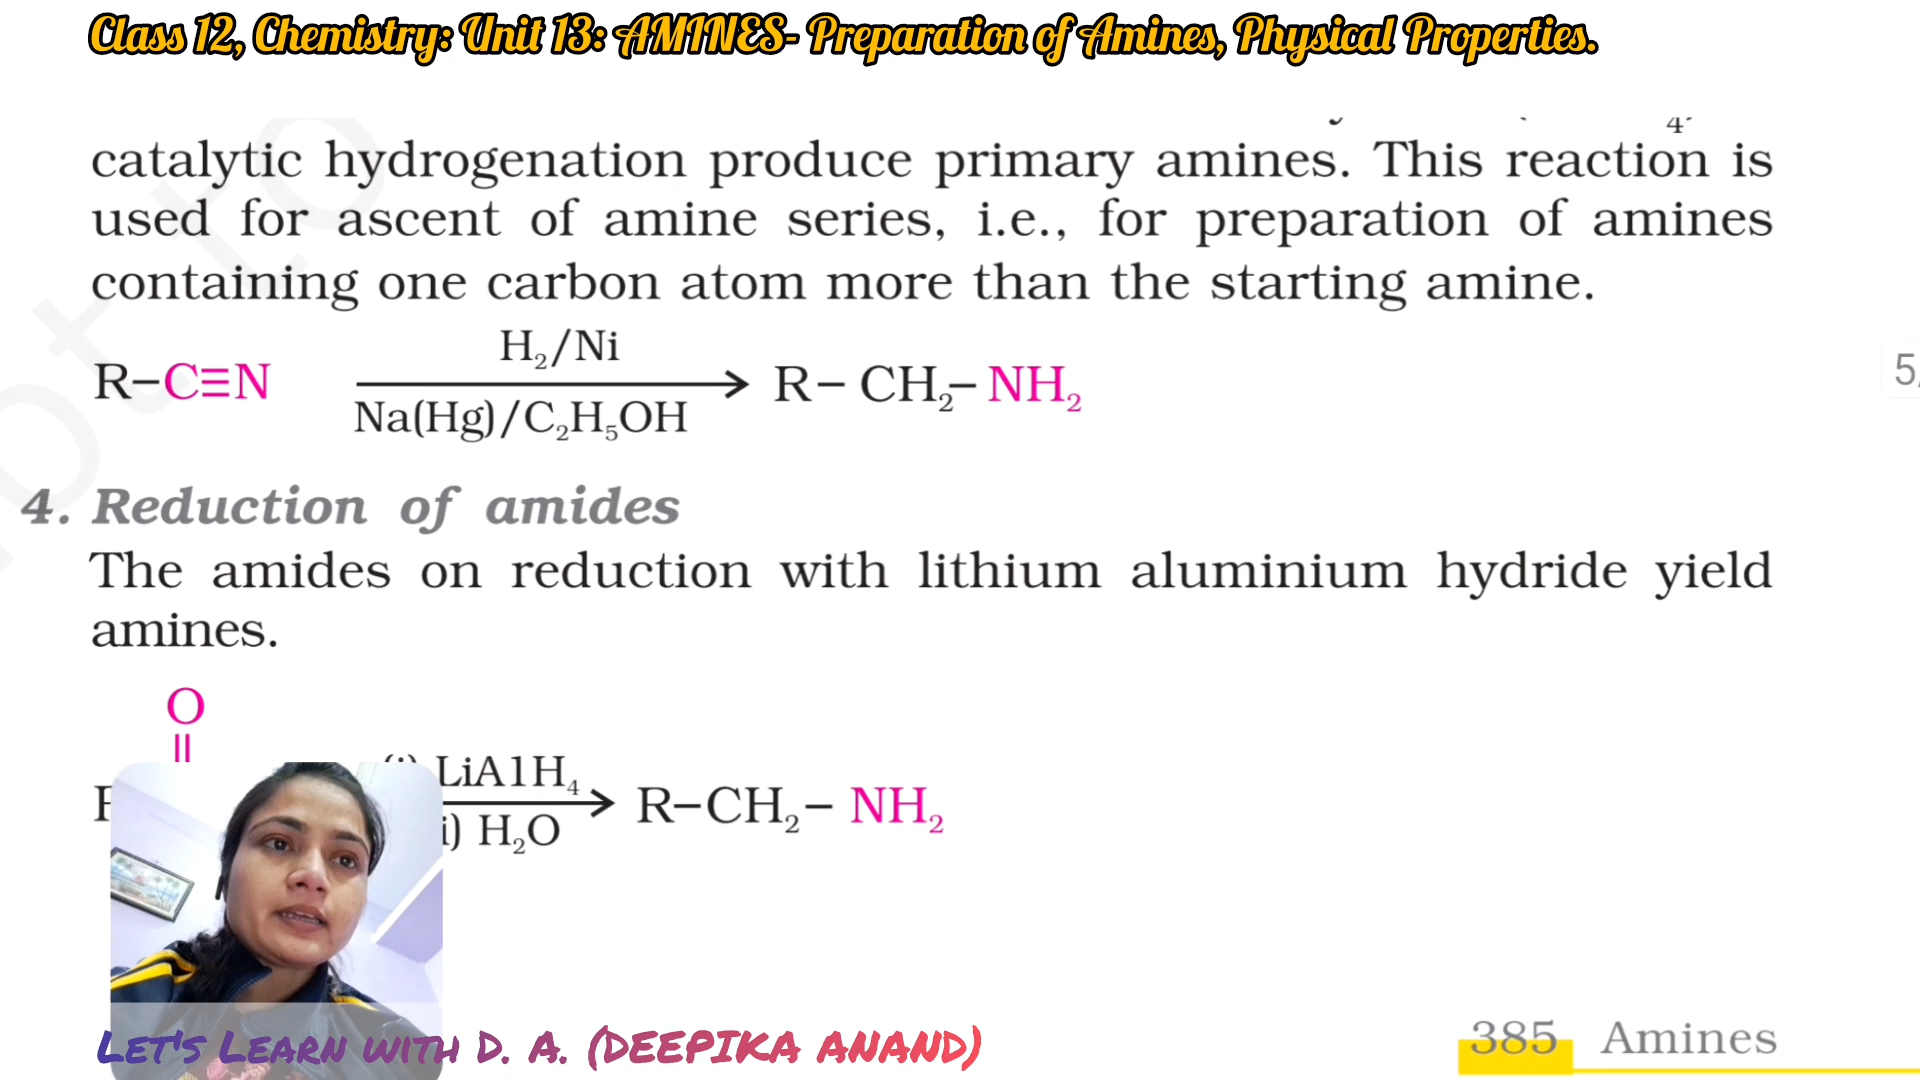 Class 12, Chemistry: Unit 13: AMINES- Preparation of Amines, Physical Properties.
catalytic hydrogenation produce primary amines. This reaction is
used for ascent of amine series, i.e., for preparation of amines
containing one carbon atom more than the starting amine.
H₂/Ni
R–C≡N
R– CH₂– NH₂
Na(Hg)/C₂H₅OH
4. Reduction of amides
The amides on reduction with lithium aluminium hydride yield
amines.
O
LiA1H₄
R–CH₂– NH₂
i) H₂O
LET'S LEARN WITH D. A. (DEEPIKA ANAND)
385 Amines